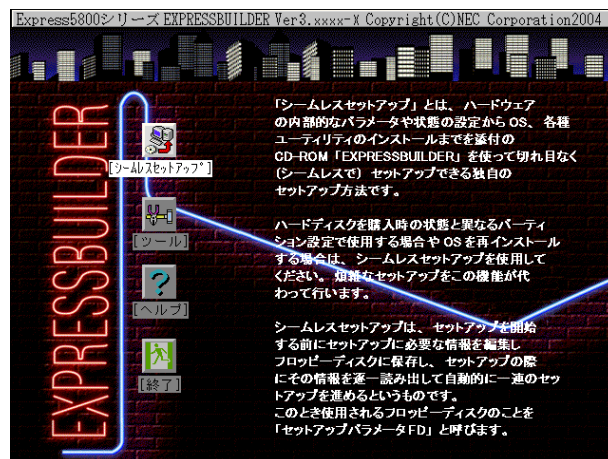 Express5800シリーズ EXPRESSBUILDER Ver3.xxxx-X Copyright(C)NEC Corporation2004
EXPRESSBUILDER
[シームレスセットアップ]
[ツール]
?
[ヘルプ]
[終了]
「シームレスセットアップ」とは、ハードウェア
の内部的なパラメータや状態の設定から OS、各種
ユーティリティのインストールまでを添付の
CD-ROM「EXPRESSBUILDER」を使って切れ目なく
(シームレスで) セットアップできる独自の
セットアップ方法です。
ハードディスクを購入時の状態と異なるパーティ
ション設定で使用する場合や OS を再インストール
する場合は、シームレスセットアップを使用して
ください。煩雑なセットアップをこの機能が代
わって行います。
シームレスセットアップは、セットアップを開始
する前にセットアップに必要な情報を編集し
フロッピーディスクに保存し、セットアップの際
にその情報を逐一読み出して自動的に一連のセッ
トアップを進めるというものです。
このとき使用されるフロッピーディスクのことを
「セットアップパラメータ FD」と呼びます。